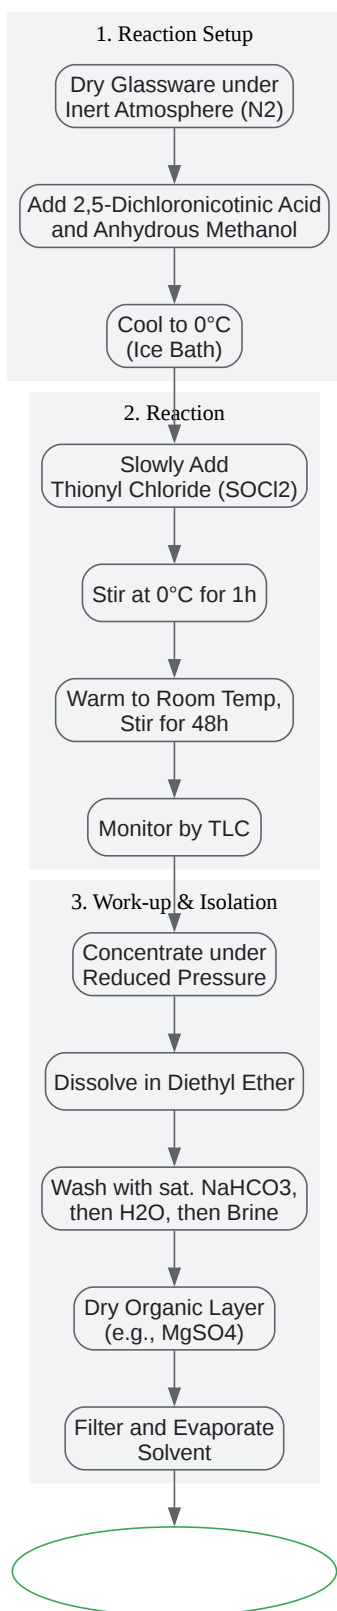 1. Reaction Setup
Dry Glassware under
Inert Atmosphere (N2)
Add 2,5-Dichloronicotinic Acid
and Anhydrous Methanol
Cool to 0°C
(Ice Bath)
2. Reaction
Slowly Add
Thionyl Chloride (SOCl2)
Stir at 0°C for 1h
Warm to Room Temp,
Stir for 48h
Monitor by TLC
3. Work-up & Isolation
Concentrate under
Reduced Pressure
Dissolve in Diethyl Ether
Wash with sat. NaHCO3,
then H2O, then Brine
Dry Organic Layer
(e.g., MgSO4)
Filter and Evaporate
Solvent